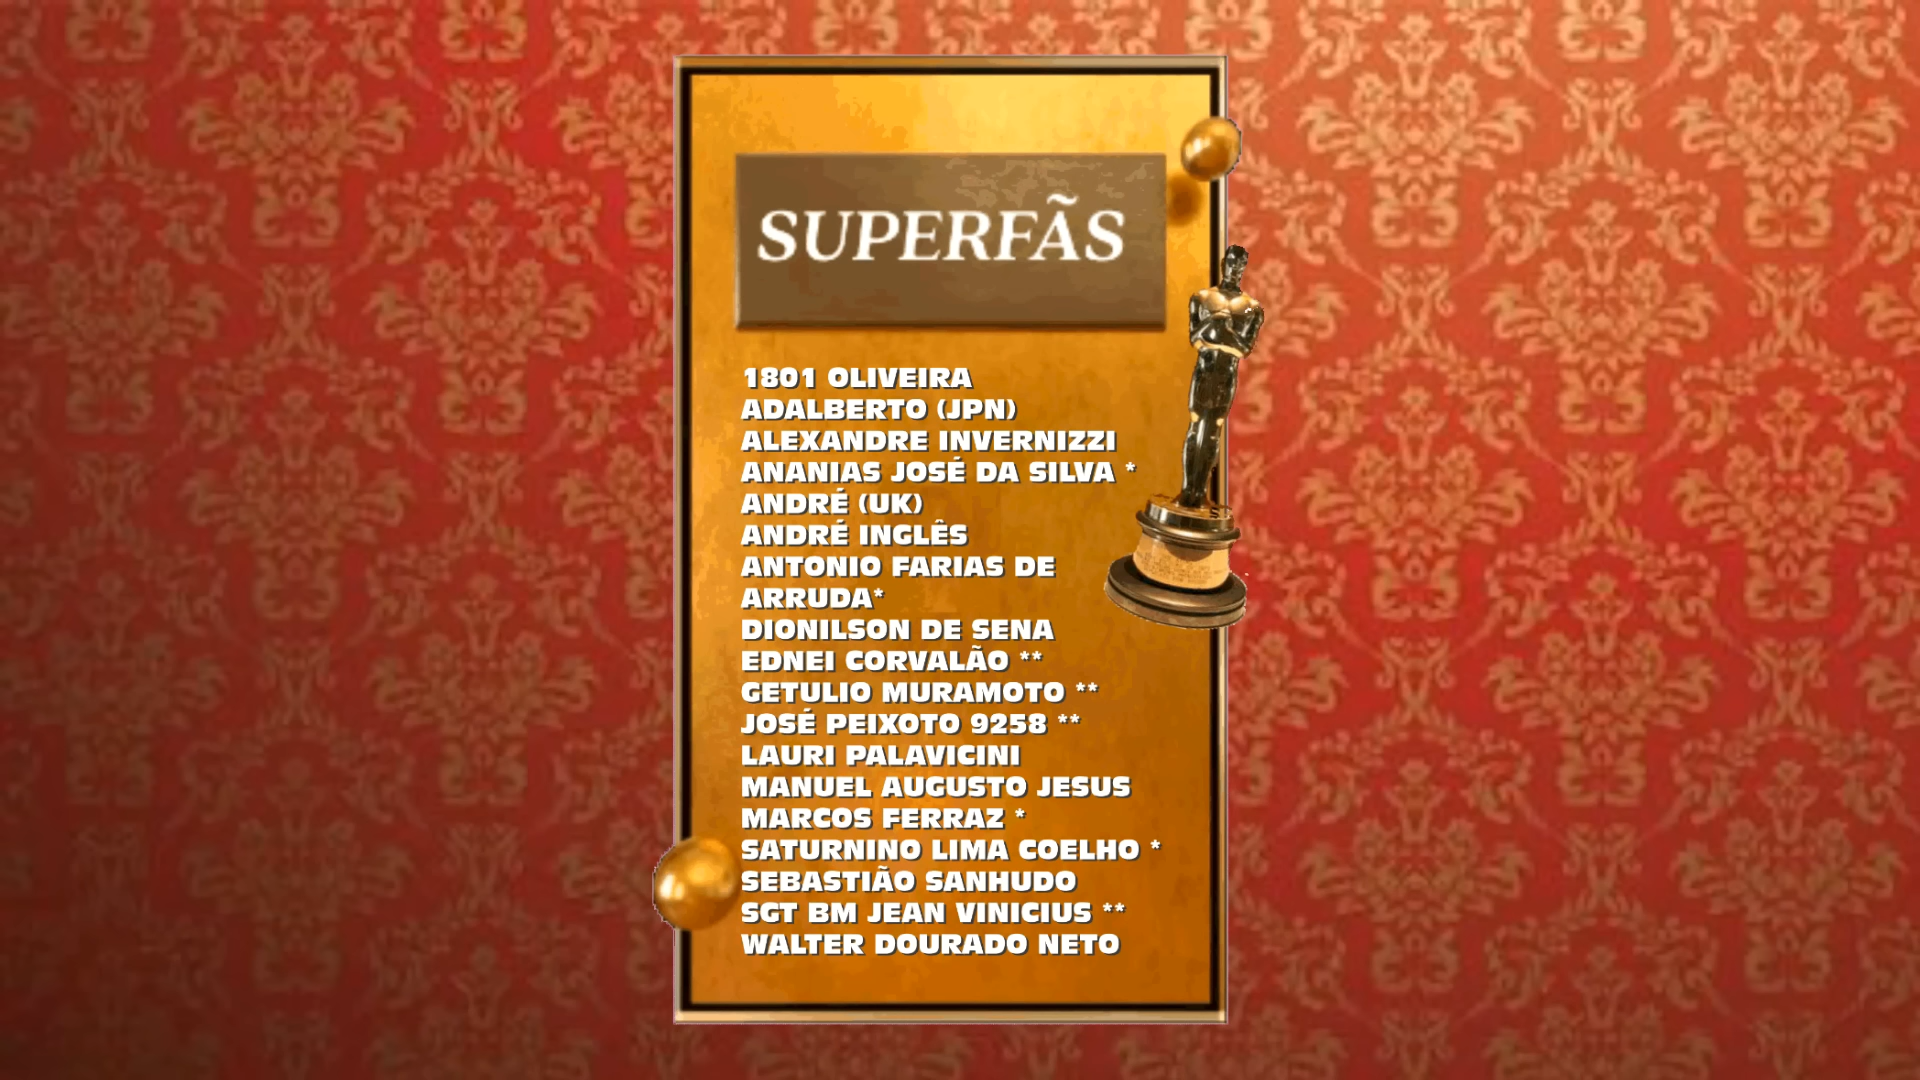 SUPERFÃS
1801 OLIVEIRA
ADALBERTO (JPN)
ALEXANDRE INVERNIZZI
ANANIAS JOSÉ DA SILVA *
ANDRÉ (UK)
ANDRÉ INGLÊS
ANTONIO FARIAS DE
ARRUDA*
DIONILSON DE SENA
EDNEI CORVALÃO **
GETULIO MURAMOTO **
JOSÉ PEIXOTO 9258 **
LAURI PALAVICINI
MANUEL AUGUSTO JESUS
MARCOS FERRAZ *
SATURNINO LIMA COELHO *
SEBASTIÃO SANHUDO
SGT BM JEAN VINICIUS **
WALTER DOURADO NETO